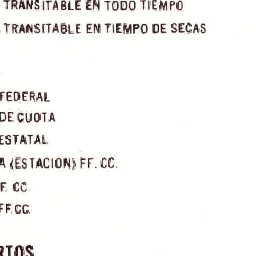 TRANSITABLE EN TODO TIEMPO
TRANSITABLE EN TIEMPO DE SECAS
FEDERAL
DE CUOTA
ESTATAL
A (ESTACION) FF. CC.
F. CC.
FF.CC.
RTOS